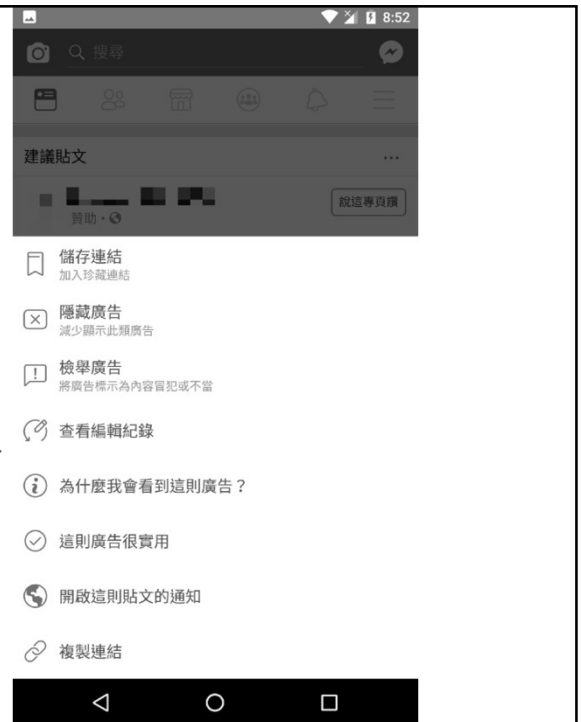 8:52
搜尋
建議貼文
...
說這專頁讚
贊助
儲存連結
加入珍藏連結
隱藏廣告
減少顯示此類廣告
檢舉廣告
將廣告標示為內容冒犯或不當
查看編輯紀錄
為什麼我會看到這則廣告？
這則廣告很實用
開啟這則貼文的通知
複製連結